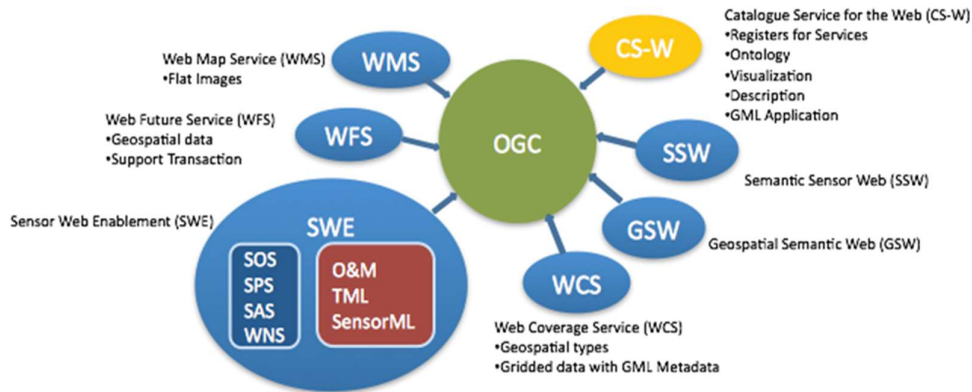 Web Map Service (WMS)
•Flat Images
WMS
Web Future Service (WFS)
•Geospatial data
•Support Transaction
WFS
Sensor Web Enablement (SWE)
SWE
SOS
SPS
SAS
WNS
O&M
TML
SensorML
OGC
CS-W
Catalogue Service for the Web (CS-W)
•Registers for Services
•Ontology
•Visualization
•Description
•GML Application
SSW
Semantic Sensor Web (SSW)
GSW
Geospatial Semantic Web (GSW)
WCS
Web Coverage Service (WCS)
•Geospatial types
•Gridded data with GML Metadata